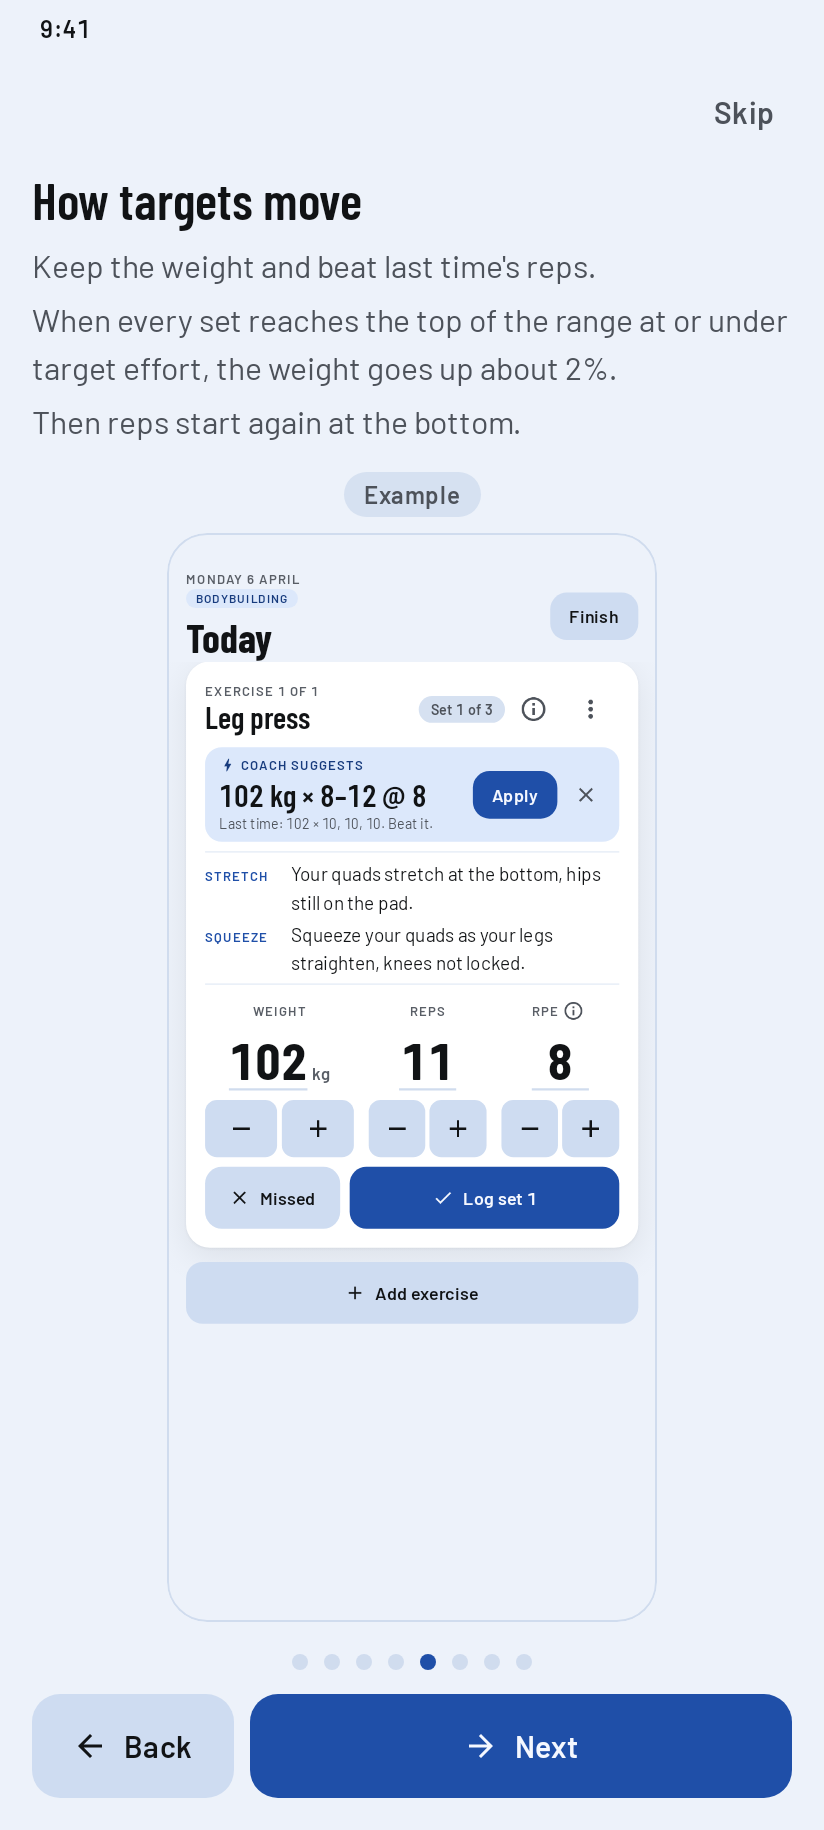 9:41
Skip
How targets move
Keep the weight and beat last time's reps.
When every set reaches the top of the range at or under
target effort, the weight goes up about 2%.
Then reps start again at the bottom.
Example
MONDAY 6 APRIL
BODYBUILDING
Today
Finish
EXERCISE 1 OF 1
Leg press
Set 1 of 3
COACH SUGGESTS
102 kg × 8–12 @ 8
Last time: 102 × 10, 10, 10. Beat it.
Apply
STRETCH Your quads stretch at the bottom, hips
still on the pad.
SQUEEZE Squeeze your quads as your legs
straighten, knees not locked.
WEIGHT REPS RPE
102 kg 11 8
Missed Log set 1
Add exercise
Back Next